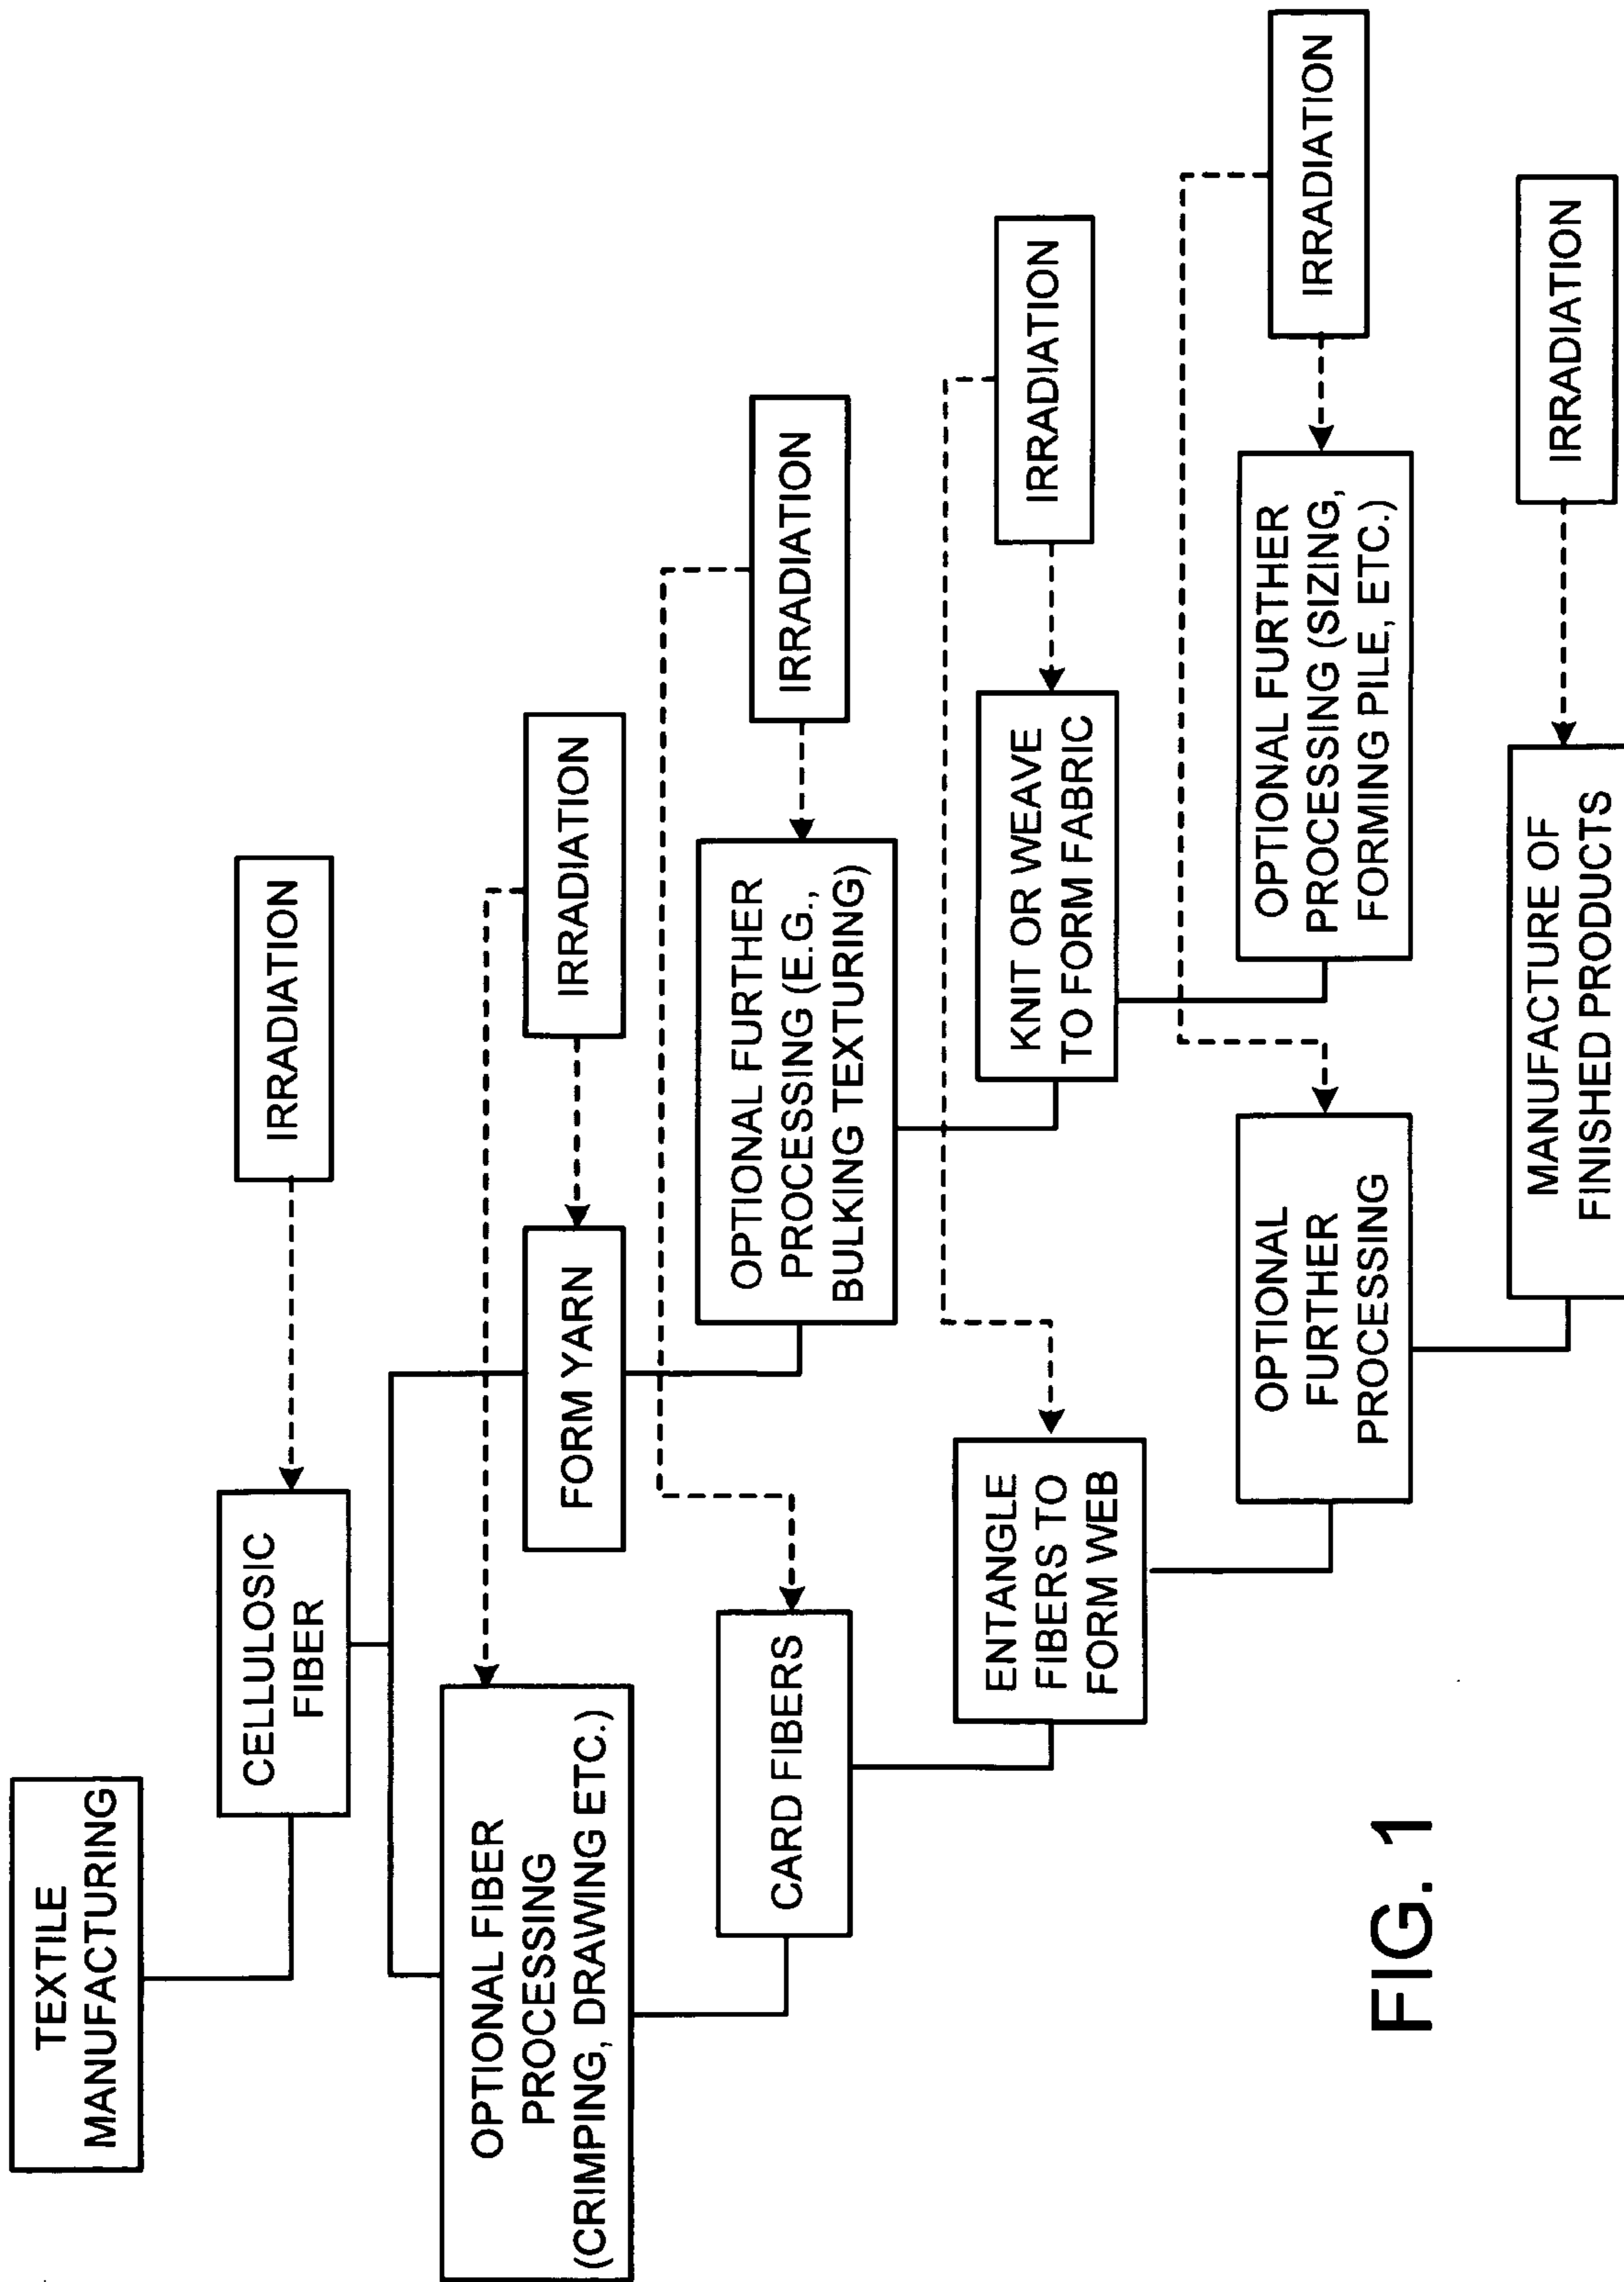 TEXTILE
MANUFACTURING
CELLULOSIC
FIBER
IRRADIATION
OPTIONAL FIBER
PROCESSING
(CRIMPING, DRAWING ETC.)
FORM YARN
IRRADIATION
CARD FIBERS
OPTIONAL FURTHER
PROCESSING (E.G.,
BULKING TEXTURING)
IRRADIATION
ENTANGLE
FIBERS TO
FORM WEB
KNIT OR WEAVE
TO FORM FABRIC
IRRADIATION
OPTIONAL
FURTHER
PROCESSING
OPTIONAL FURTHER
PROCESSING (SIZING,
FORMING PILE, ETC.)
IRRADIATION
MANUFACTURE OF
FINISHED PRODUCTS
IRRADIATION
FIG. 1